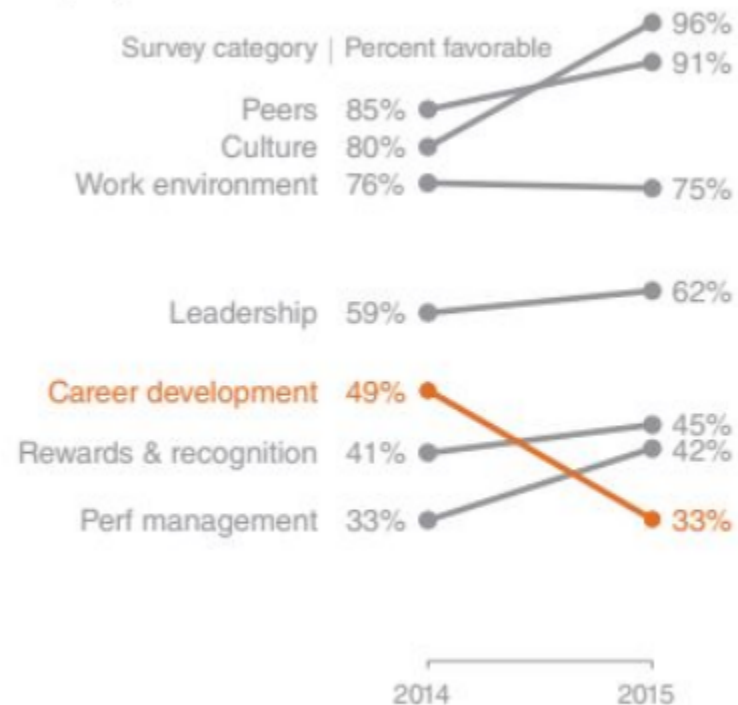 96%
Survey category | Percent favorable
91%
Peers 85%
Culture 80%
Work environment 76% 75%
Leadership 59% 62%
Career development 49%
45%
Rewards & recognition 41% 42%
Perf management 33% 33%
2014 2015